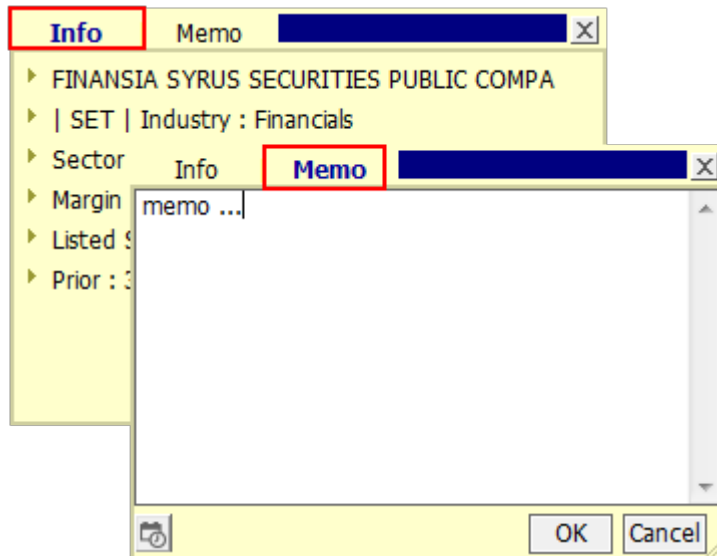 Info Memo
FINANSIA SYRUS SECURITIES PUBLIC COMPA
| SET | Industry : Financials
Sector
Margin
Listed
Prior :
Info Memo
memo ...
OK Cancel